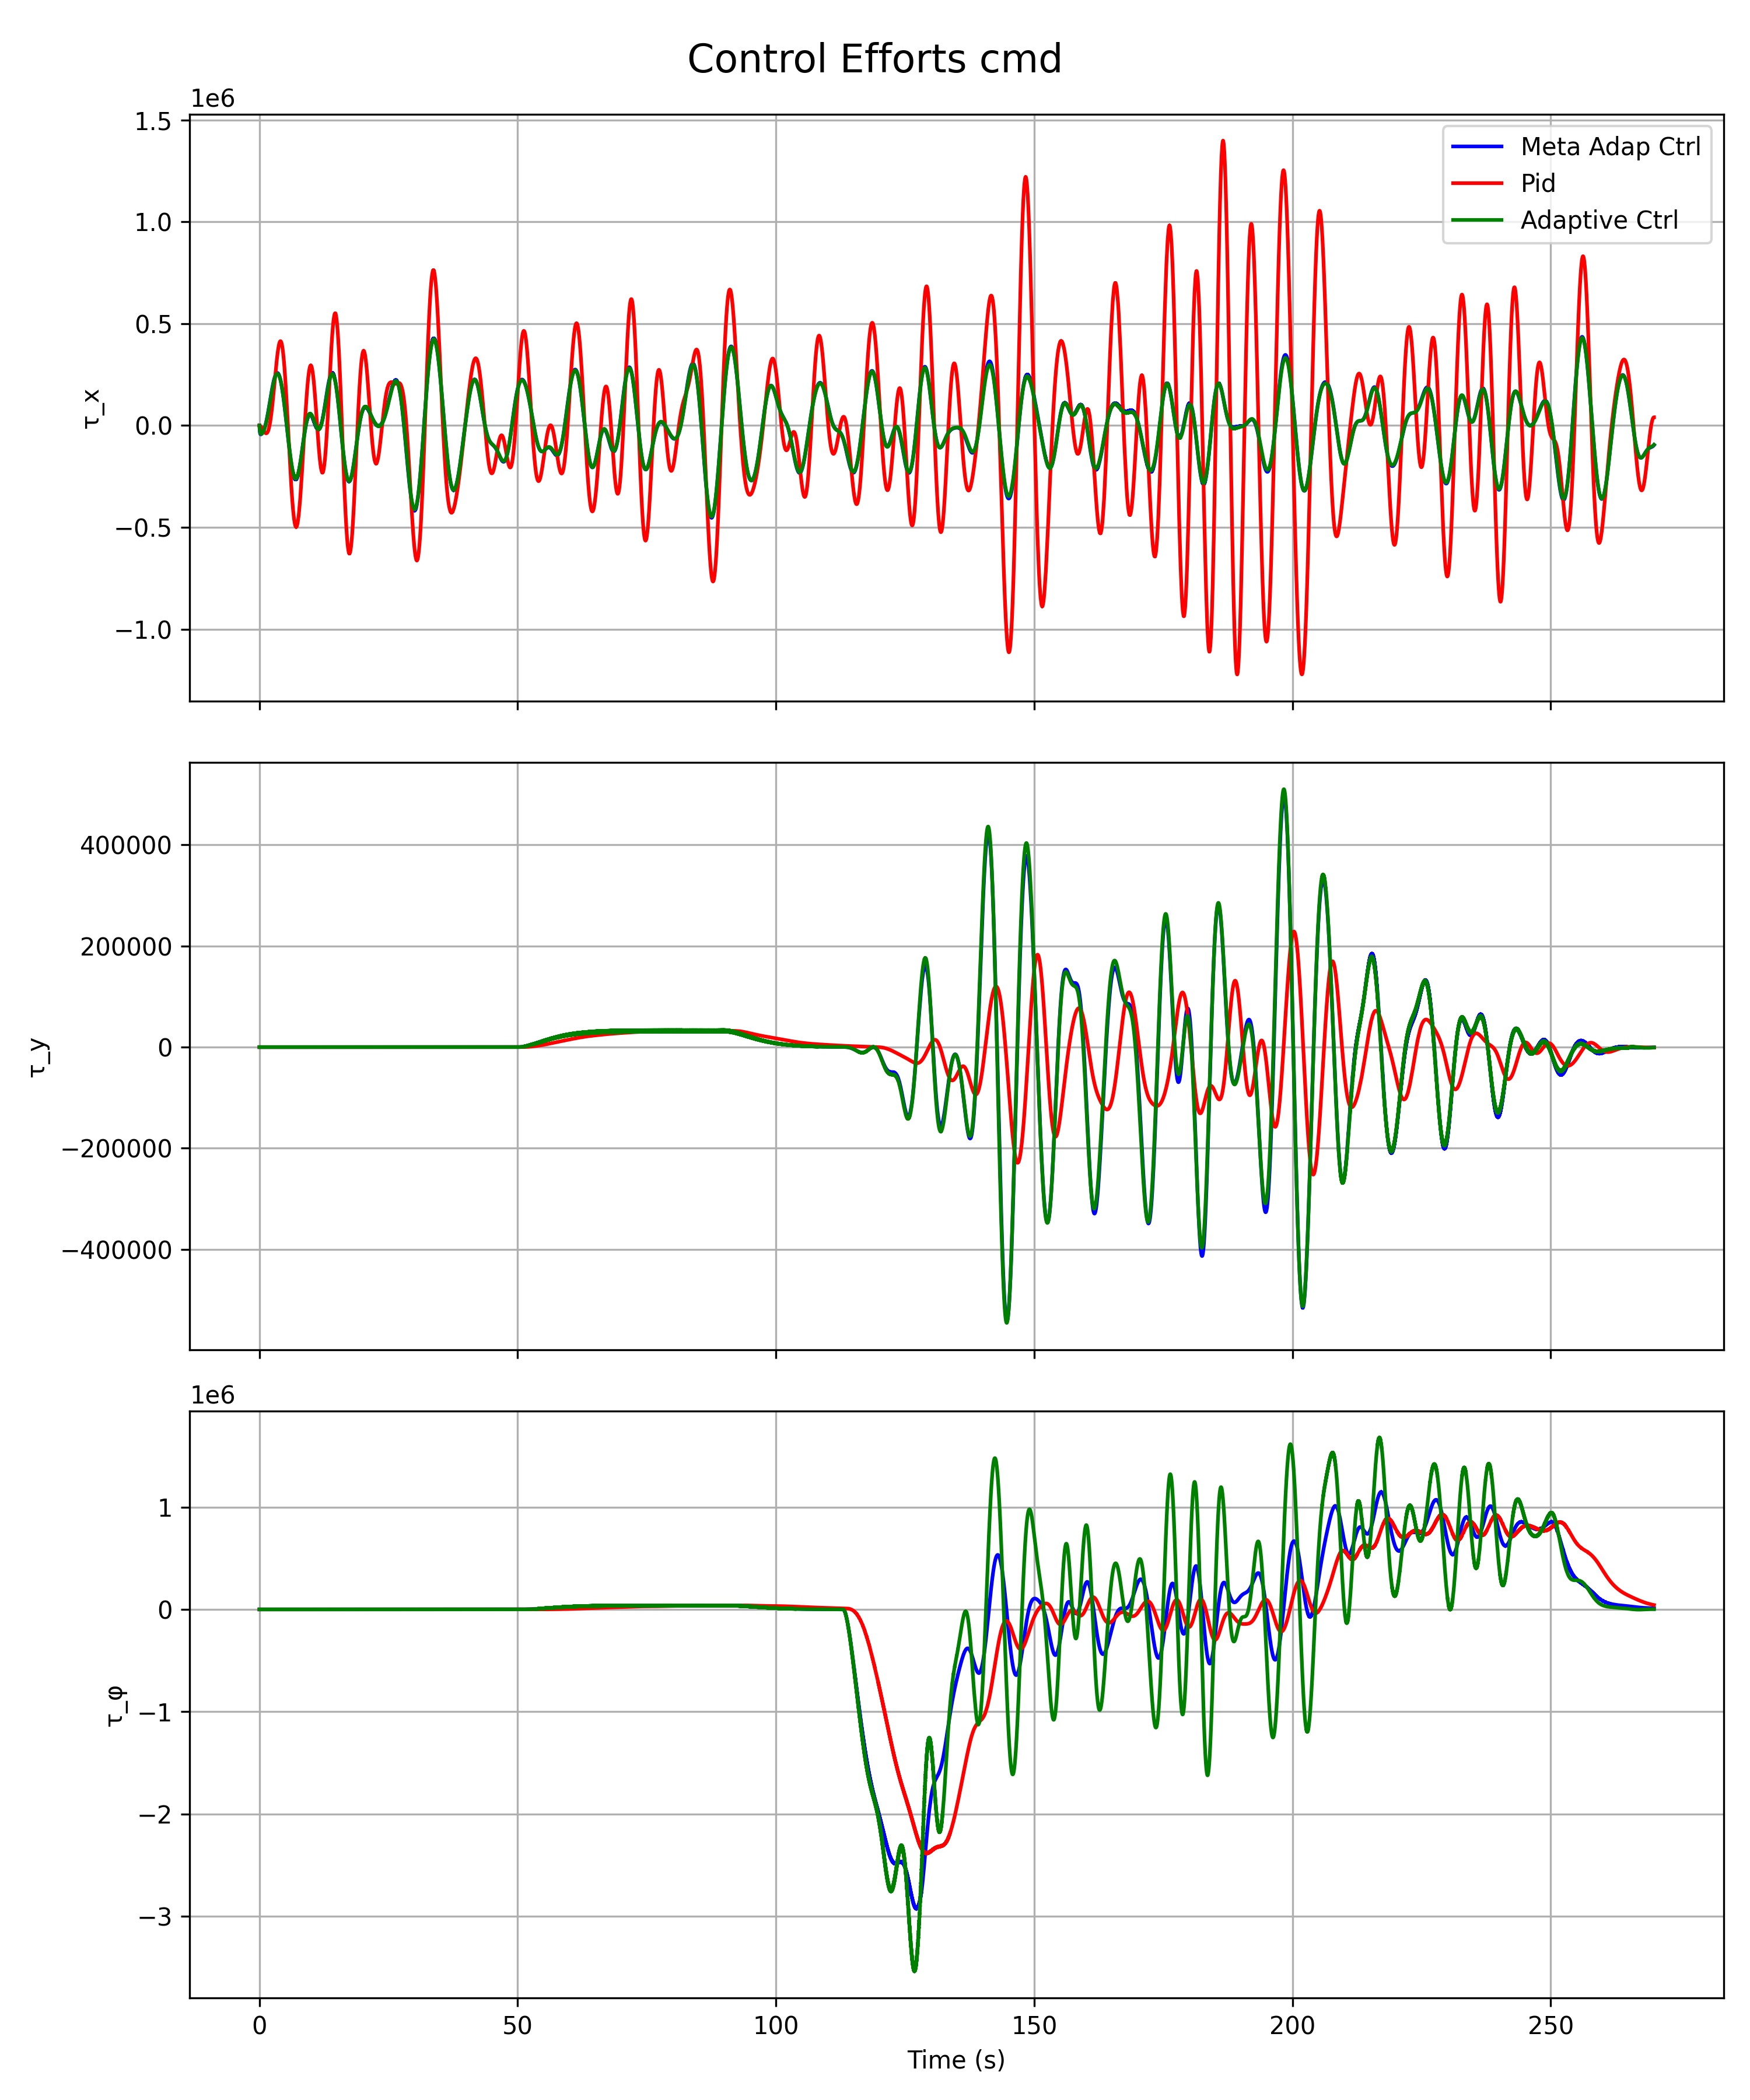 Control Efforts cmd
1e6
1.5
1.0
0.5
0.0
−0.5
−1.0
τ_x
Meta Adap Ctrl
Pid
Adaptive Ctrl
400000
200000
0
−200000
−400000
τ_y
1e6
1
0
−1
−2
−3
τ_φ
0 50 100 150 200 250
Time (s)